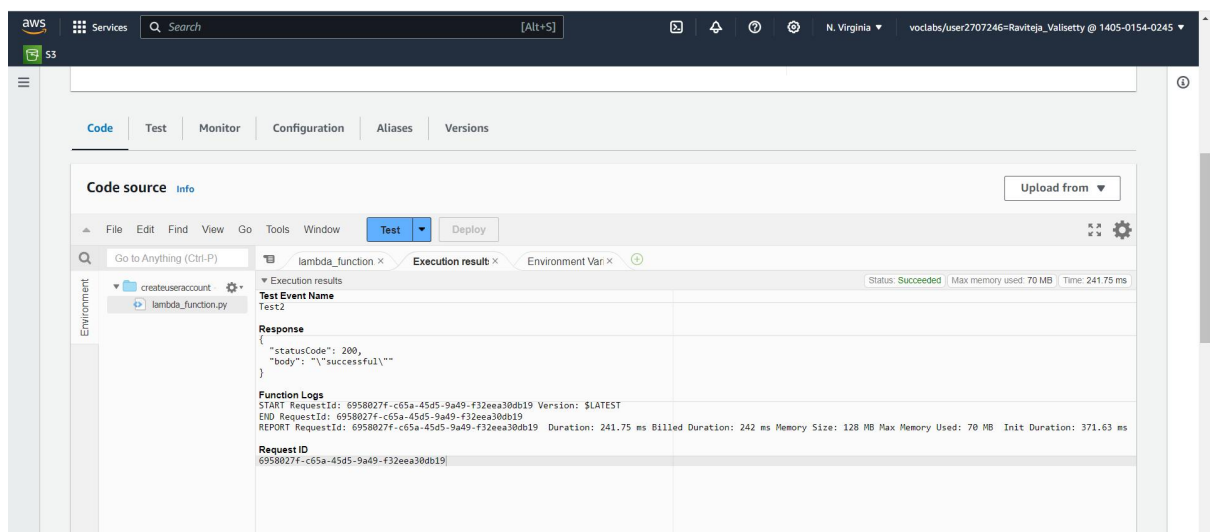 aws Services Search [Alt+S] N. Virginia ▼ voclabs/user2707246=Raviteja_Valisetty @ 1405-0154-0245 ▼
S3
Code Test Monitor Configuration Aliases Versions
Code source Info Upload from ▼
File Edit Find View Go Tools Window Test Deploy
Go to Anything (Ctrl-P) lambda_function × Execution results × Environment Vari ×
Environment
createuseraccount
lambda_function.py
▼ Execution results Status: Succeeded Max memory used: 70 MB Time: 241.75 ms
Test Event Name
Test2
Response
{
"statusCode": 200,
"body": "\"successful\""
}
Function Logs
START RequestId: 6958027f-c65a-45d5-9a49-f32eea30db19 Version: $LATEST
END RequestId: 6958027f-c65a-45d5-9a49-f32eea30db19
REPORT RequestId: 6958027f-c65a-45d5-9a49-f32eea30db19 Duration: 241.75 ms Billed Duration: 242 ms Memory Size: 128 MB Max Memory Used: 70 MB Init Duration: 371.63 ms
Request ID
6958027f-c65a-45d5-9a49-f32eea30db19